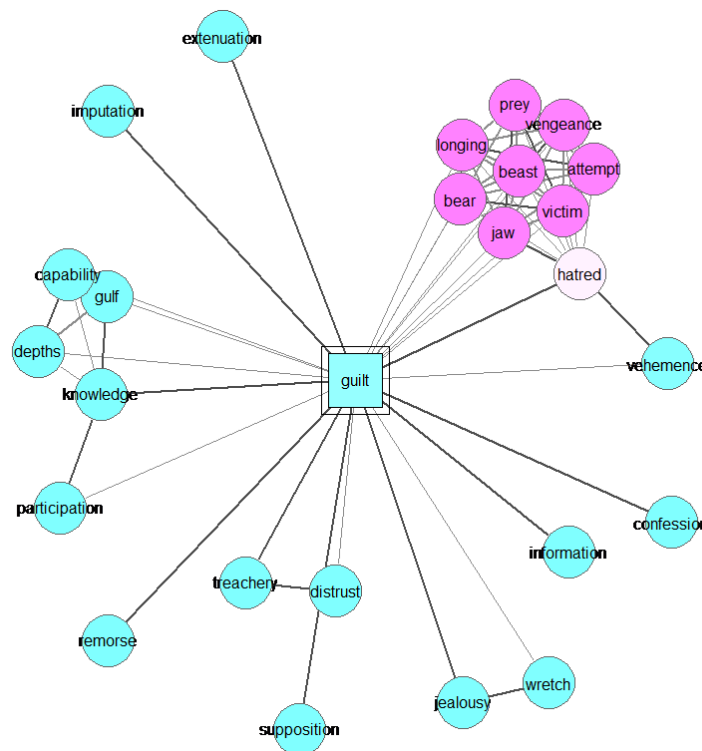 extenuation
imputation
prey
vengeance
longing
beast
attempt
bear
victim
jaw
hatred
capability
gulf
depths
knowledge
guilt
vehemence
participation
confession
information
treachery
distrust
remorse
wretch
jealousy
supposition